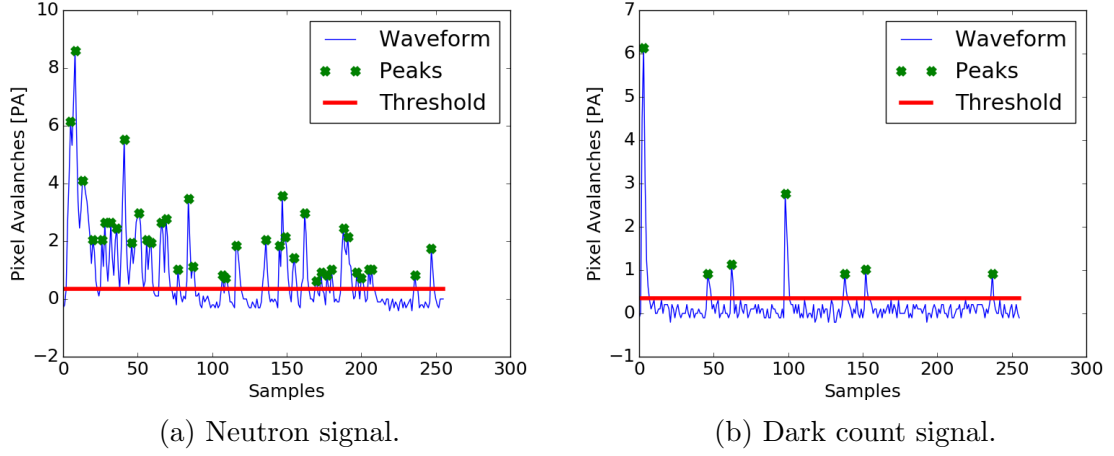 10
8
6
4
2
0
−2
Pixel Avalanches [PA]
Waveform
Peaks
Threshold
0 50 100 150 200 250 300
Samples
(a) Neutron signal.
7
6
5
4
3
2
1
0
−1
Pixel Avalanches [PA]
Waveform
Peaks
Threshold
0 50 100 150 200 250 300
Samples
(b) Dark count signal.